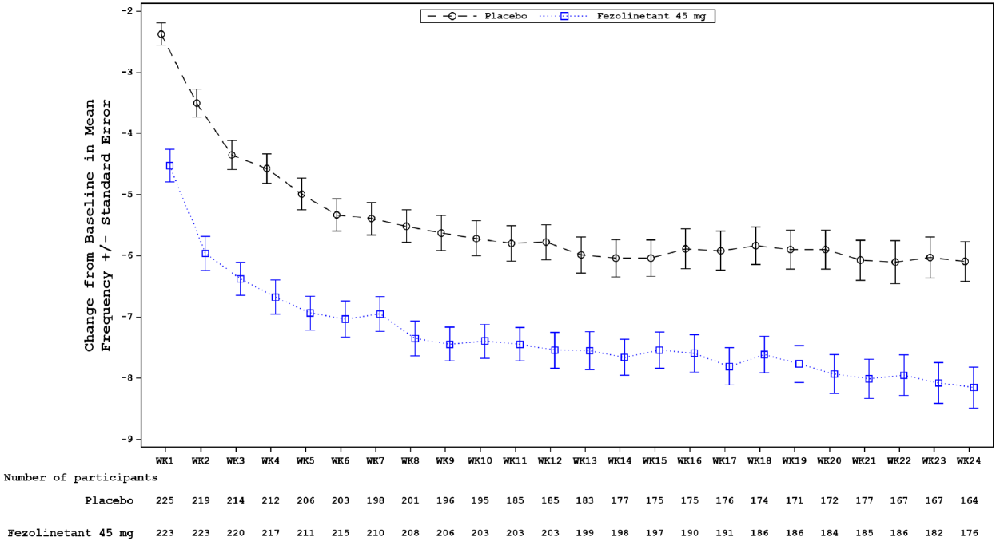 Placebo Fezolinetant 45 mg
Change from Baseline in Mean
Frequency +/- Standard Error
-2
-3
-4
-5
-6
-7
-8
-9
WK1 WK2 WK3 WK4 WK5 WK6 WK7 WK8 WK9 WK10 WK11 WK12 WK13 WK14 WK15 WK16 WK17 WK18 WK19 WK20 WK21 WK22 WK23 WK24
Number of participants
Placebo 225 219 214 212 206 203 198 201 196 195 185 185 183 177 175 175 176 174 171 172 177 167 167 164
Fezolinetant 45 mg 223 223 220 217 211 215 210 208 206 203 203 203 199 198 197 190 191 186 186 184 185 186 182 176